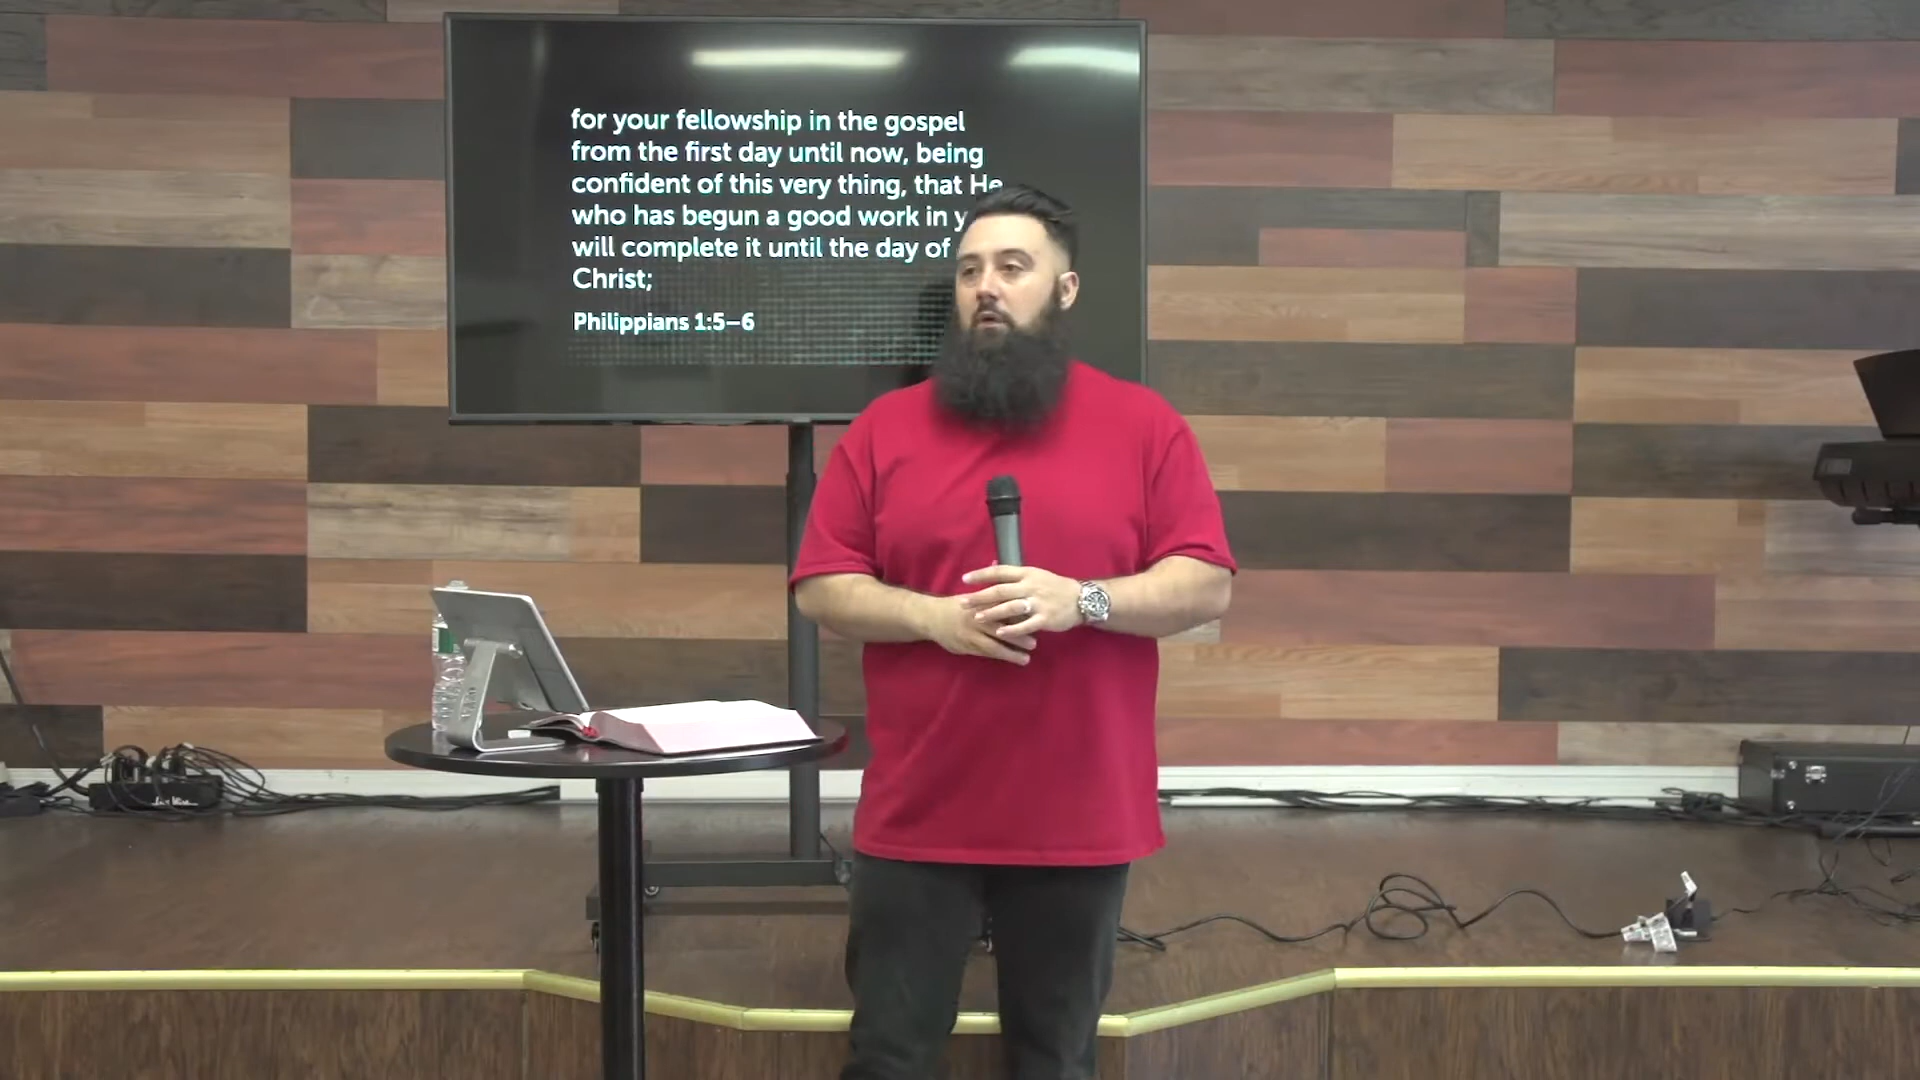 for your fellowship in the gospel
from the first day until now, being
confident of this very thing, that He
who has begun a good work in
will complete it until the day of
Christ;
Philippians 1:5–6